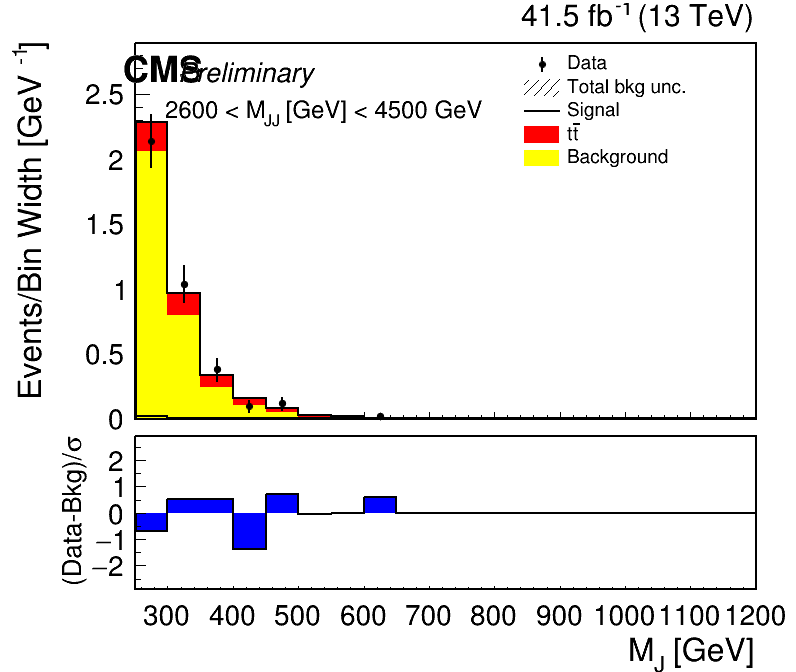 41.5 fb⁻¹ (13 TeV)
CMS Preliminary
2600 < M_JJ [GeV] < 4500 GeV
Data
Total bkg unc.
Signal
tt̄
Background
Events/Bin Width [GeV⁻¹]
2.5
2
1.5
1
0.5
0
(Data-Bkg)/σ
2
1
0
−1
−2
300 400 500 600 700 800 900 1000 1100 1200
M_J [GeV]